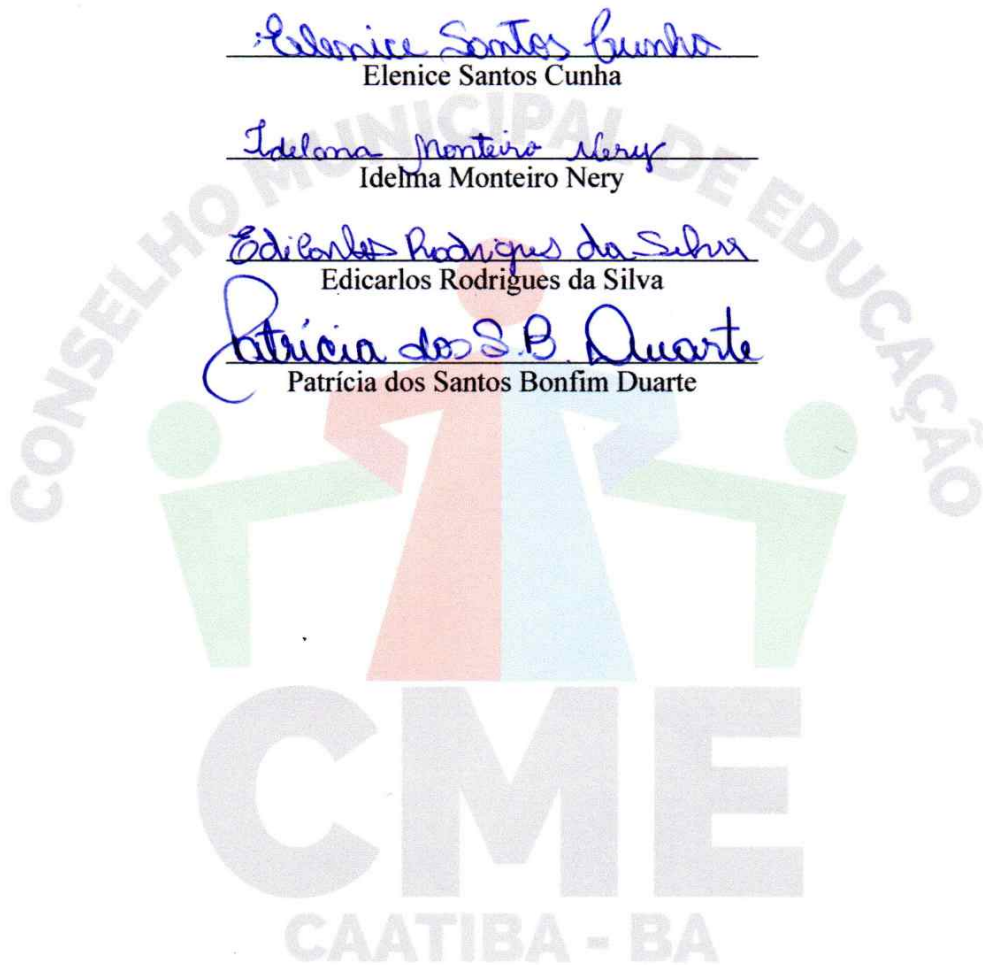 Elenice Santos Cunha
Elenice Santos Cunha
Idelma Monteiro Nery
Idelma Monteiro Nery
Edicarlos Rodrigues da Silva
Edicarlos Rodrigues da Silva
Patrícia dos S. B. Duarte
Patrícia dos Santos Bonfim Duarte
CONSELHO MUNICIPAL DE EDUCAÇÃO
CME
CAATIBA - BA